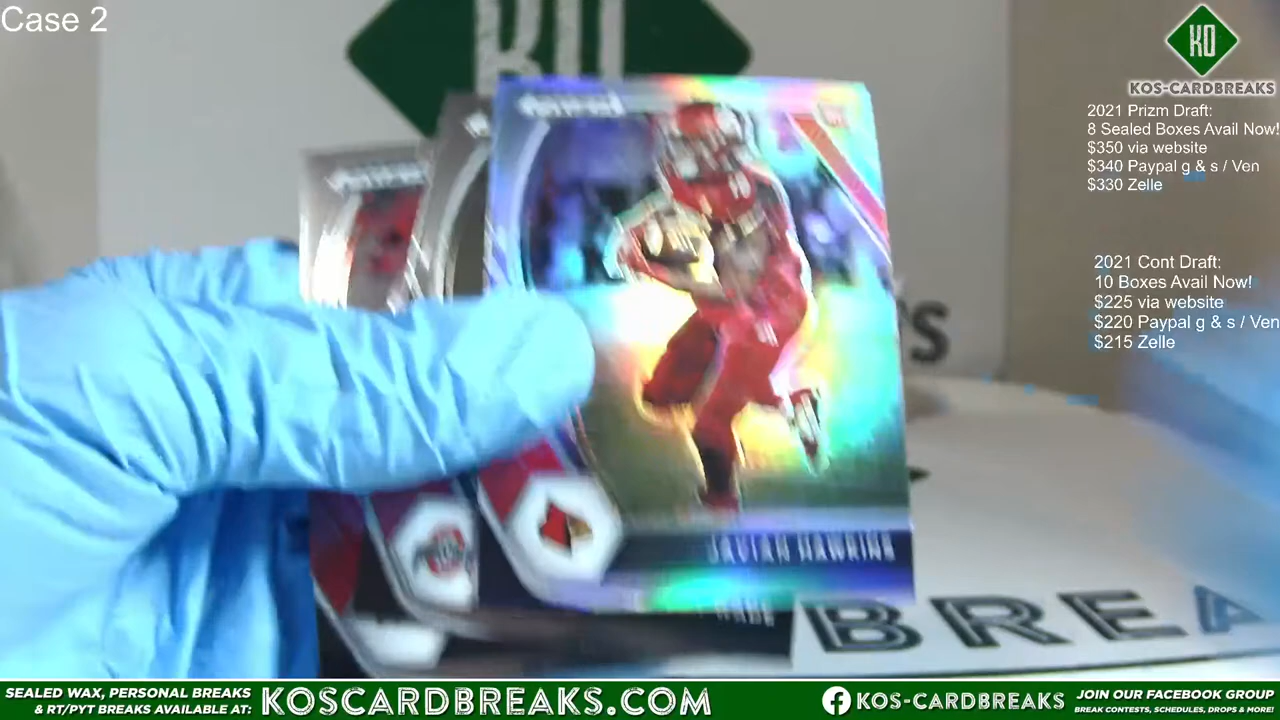 Case 2
KO
KO
KOS-CARDBREAKS
2021 Prizm Draft:
8 Sealed Boxes Avail Now!
$350 via website
$340 Paypal g & s / Ven
$330 Zelle
2021 Cont Draft:
10 Boxes Avail Now!
$225 via website
$220 Paypal g & s / Ven
$215 Zelle
JAVIAN HAWKINS
BREA
SEALED WAX, PERSONAL BREAKS
& RT/PYT BREAKS AVAILABLE AT:
KOSCARDBREAKS.COM
KOS-CARDBREAKS
JOIN OUR FACEBOOK GROUP
BREAK CONTESTS, SCHEDULES, DROPS & MORE!